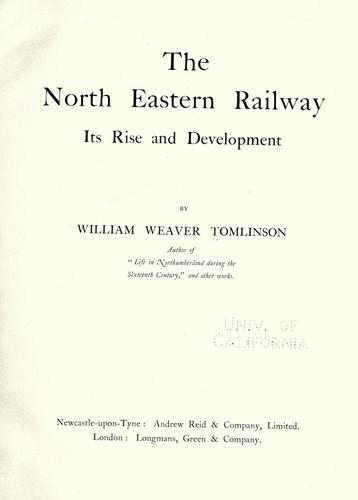 The
North Eastern Railway
Its Rise and Development
BY
WILLIAM WEAVER TOMLINSON
Author of
"Life in Northumberland during the
Sixteenth Century," and other works.
UNIV. OF
CALIFORNIA
Newcastle-upon-Tyne: Andrew Reid & Company, Limited.
London: Longmans, Green & Company.